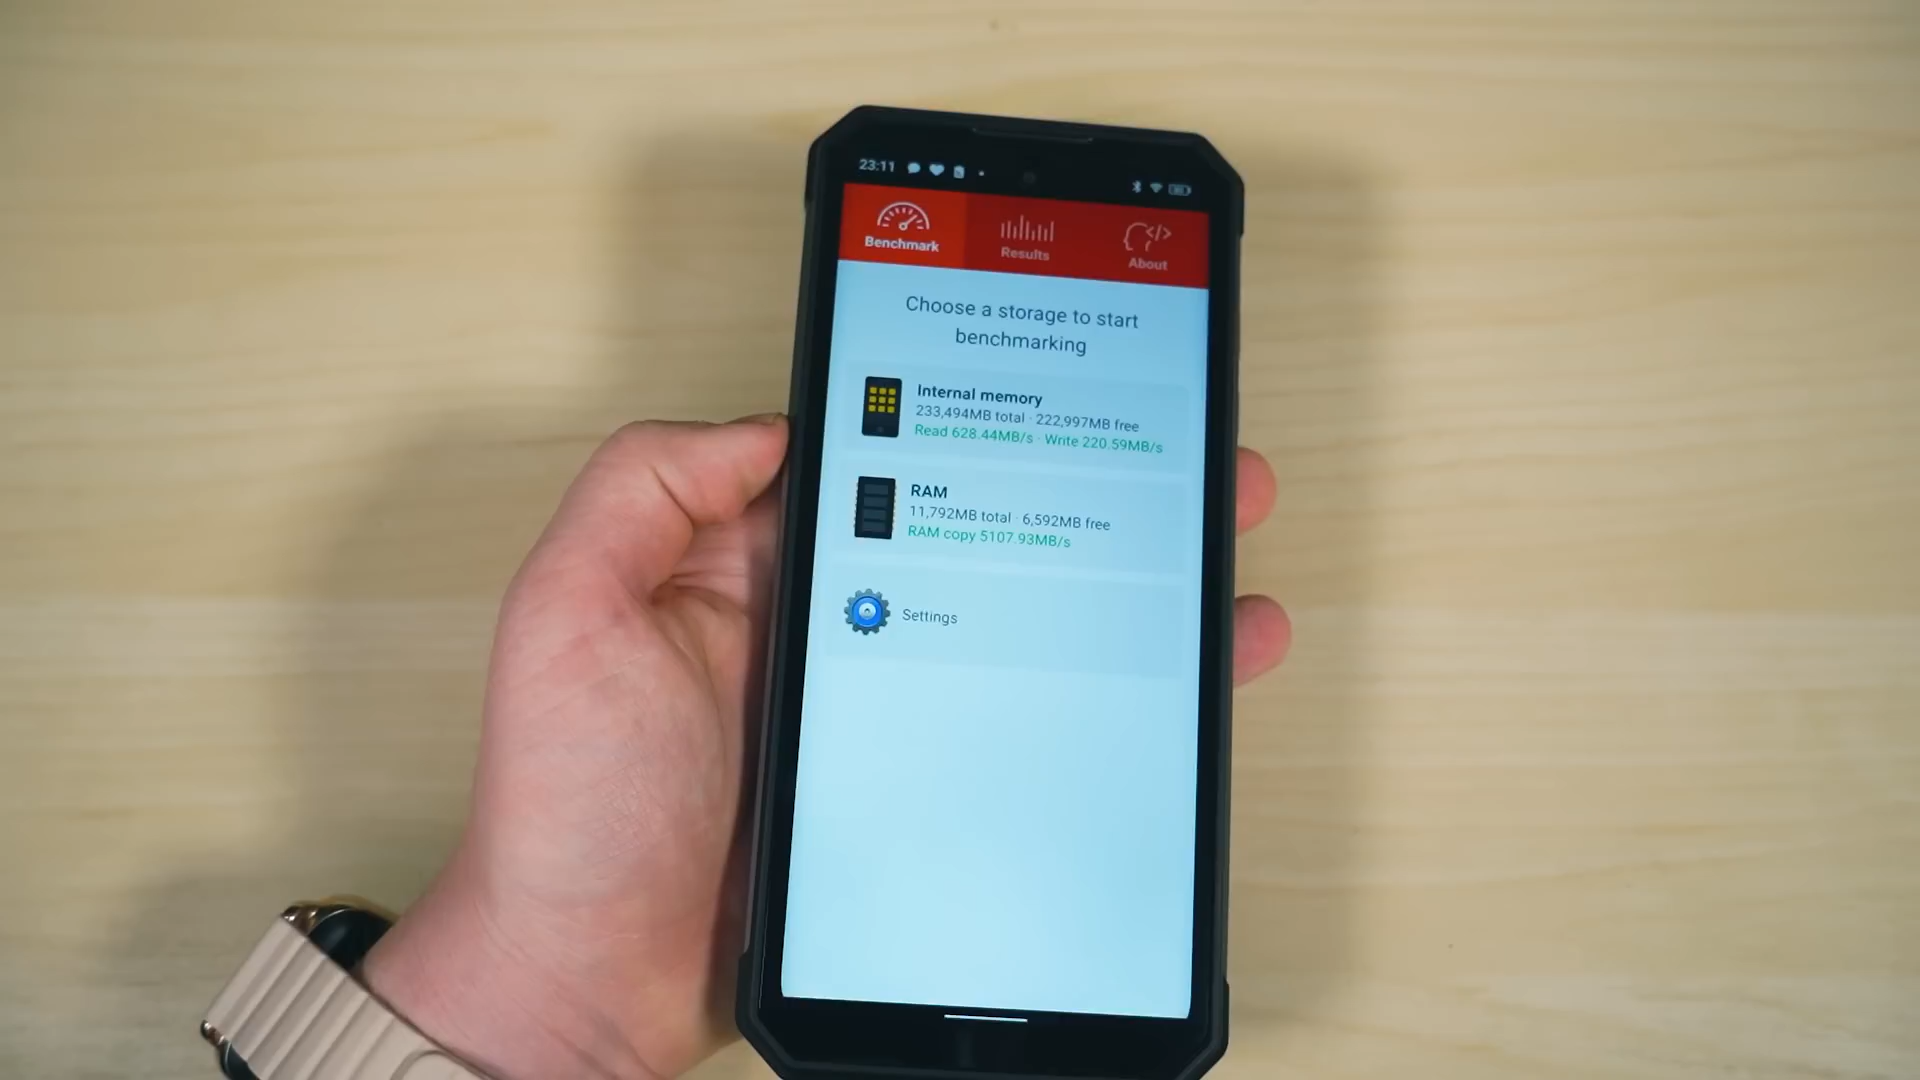 23:11
Benchmark
Results
About
Choose a storage to start
benchmarking
Internal memory
233,494MB total · 222,997MB free
Read 628.44MB/s · Write 220.59MB/s
RAM
11,792MB total · 6,592MB free
RAM copy 5107.93MB/s
Settings